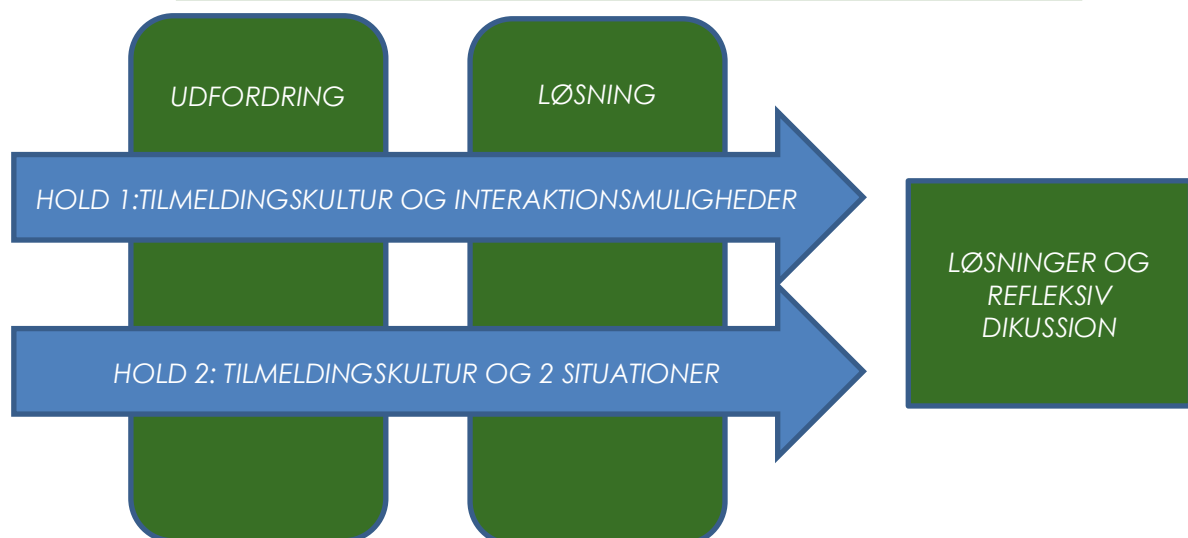 UDFORDRING
LØSNING
HOLD 1:TILMELDINGSKULTUR OG INTERAKTIONSMULIGHEDER
HOLD 2: TILMELDINGSKULTUR OG 2 SITUATIONER
LØSNINGER OG
REFLEKSIV
DIKUSSION